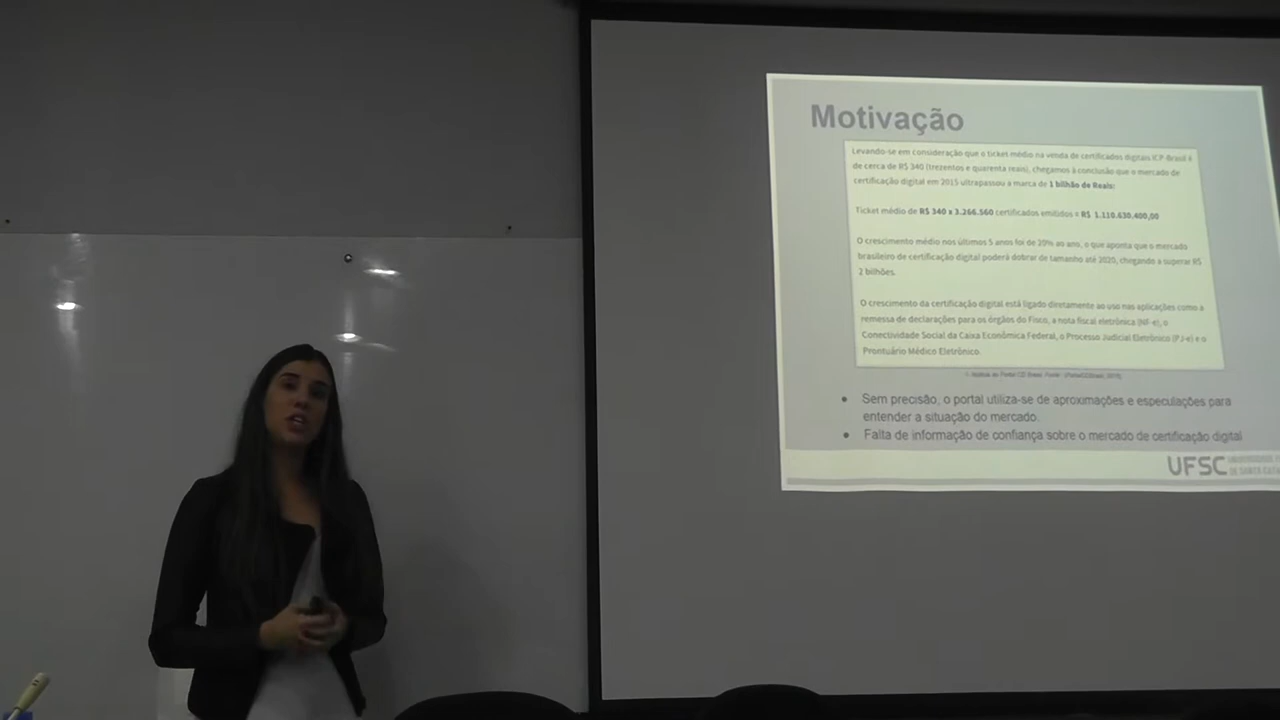 Motivação
Levando-se em consideração que o ticket médio na venda de certificados digitais ICP-Brasil é
de cerca de R$ 340 (trezentos e quarenta reais), chegamos à conclusão que o mercado de
certificação digital em 2015 ultrapassou a marca de 1 bilhão de Reais:
Ticket médio de R$ 340 x 3.266.560 certificados emitidos = R$ 1.110.630.400,00
O crescimento médio nos últimos 5 anos foi de 20% ao ano, o que aponta que o mercado
brasileiro de certificação digital poderá dobrar de tamanho até 2020, chegando a superar R$
2 bilhões.
O crescimento da certificação digital está ligado diretamente ao uso nas aplicações como a
remessa de declarações para os órgãos do Fisco, a nota fiscal eletrônica (NF-e), o
Conectividade Social da Caixa Econômica Federal, o Processo Judicial Eletrônico (PJ-e) e o
Prontuário Médico Eletrônico.
• Sem precisão, o portal utiliza-se de aproximações e especulações para
entender a situação do mercado.
• Falta de informação de confiança sobre o mercado de certificação digital
UFSC